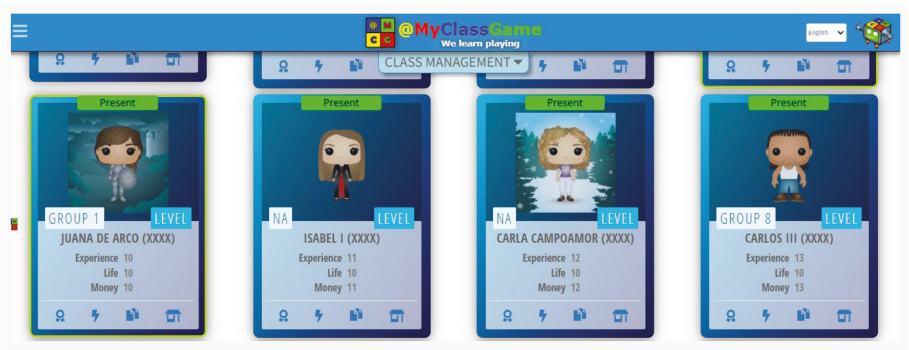 @ M
C G
@MyClassGame
We learn playing
English
CLASS MANAGEMENT
Present
GROUP 1
LEVEL
JUANA DE ARCO (XXXX)
Experience 10
Life 10
Money 10
Present
NA
LEVEL
ISABEL I (XXXX)
Experience 11
Life 10
Money 11
Present
NA
LEVEL
CARLA CAMPOAMOR (XXXX)
Experience 12
Life 10
Money 12
Present
GROUP 8
LEVEL
CARLOS III (XXXX)
Experience 13
Life 10
Money 13